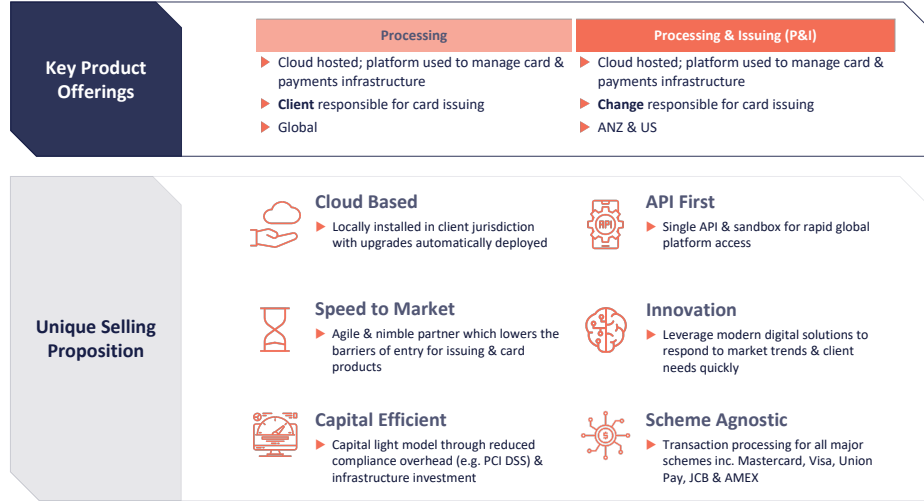 Key Product
Offerings
Processing
Cloud hosted; platform used to manage card &
payments infrastructure
Client responsible for card issuing
Global
Processing & Issuing (P&I)
Cloud hosted; platform used to manage card &
payments infrastructure
Change responsible for card issuing
ANZ & US
Unique Selling
Proposition
Cloud Based
Locally installed in client jurisdiction
with upgrades automatically deployed
API
API First
Single API & sandbox for rapid global
platform access
Speed to Market
Agile & nimble partner which lowers the
barriers of entry for issuing & card
products
Innovation
Leverage modern digital solutions to
respond to market trends & client
needs quickly
Capital Efficient
Capital light model through reduced
compliance overhead (e.g. PCI DSS) &
infrastructure investment
$
Scheme Agnostic
Transaction processing for all major
schemes inc. Mastercard, Visa, Union
Pay, JCB & AMEX